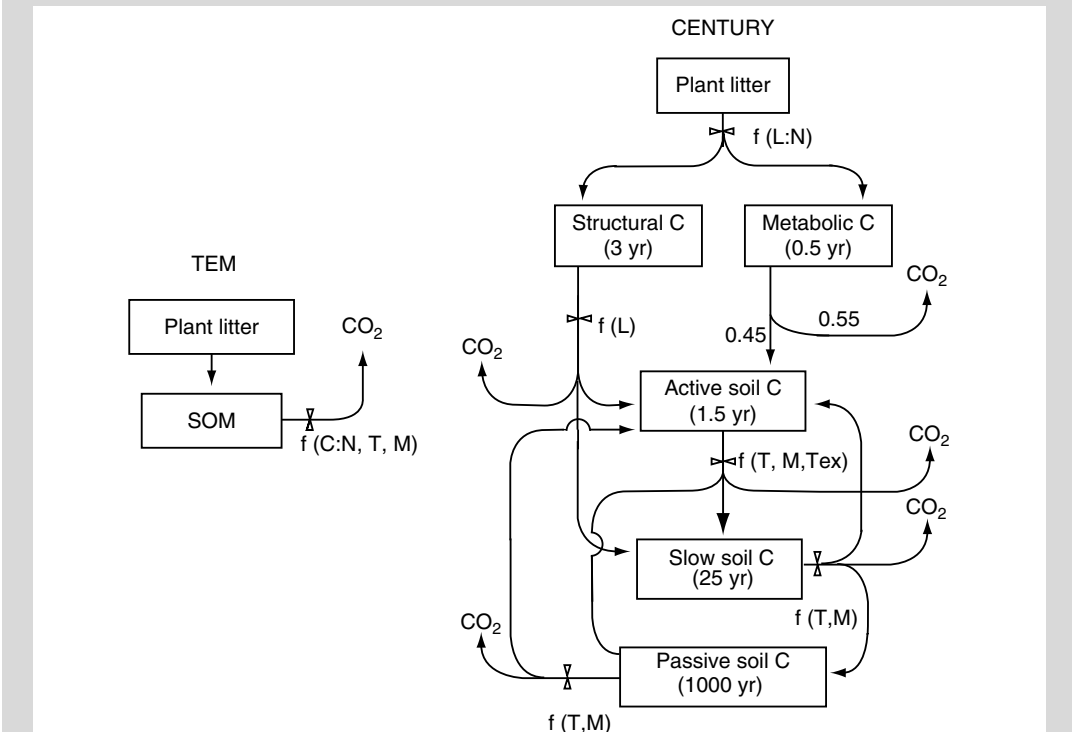 TEM
Plant litter
CO2
SOM
f (C:N, T, M)
CENTURY
Plant litter
f (L:N)
Structural C
(3 yr)
Metabolic C
(0.5 yr)
CO2
f (L)
0.45
0.55
CO2
Active soil C
(1.5 yr)
f (T, M,Tex)
CO2
CO2
Slow soil C
(25 yr)
f (T,M)
CO2
Passive soil C
(1000 yr)
f (T,M)